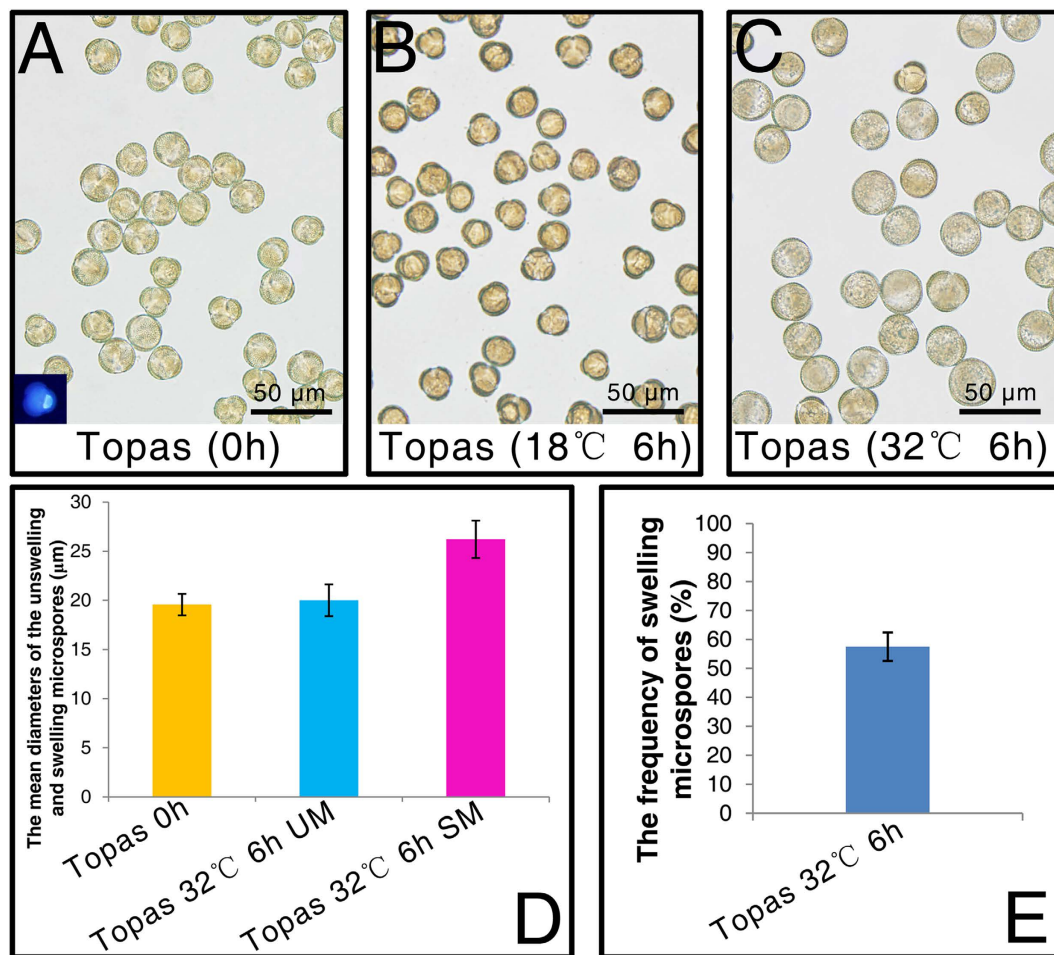 A
50 µm
Topas (0h)
B
50 µm
Topas (18℃ 6h)
C
50 µm
Topas (32℃ 6h)
The mean diameters of the unswelling
and swelling microspores (µm)
30
25
20
15
10
5
0
Topas 0h
Topas 32℃ 6h UM
Topas 32℃ 6h SM
D
The frequency of swelling
microspores (%)
100
90
80
70
60
50
40
30
20
10
0
Topas 32℃ 6h
E